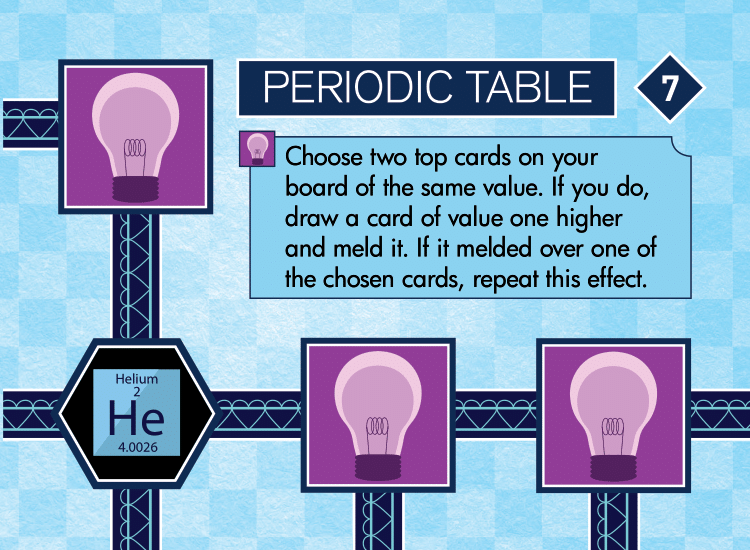 PERIODIC TABLE
7
Choose two top cards on your
board of the same value. If you do,
draw a card of value one higher
and meld it. If it melded over one of
the chosen cards, repeat this effect.
Helium
2
He
4.0026